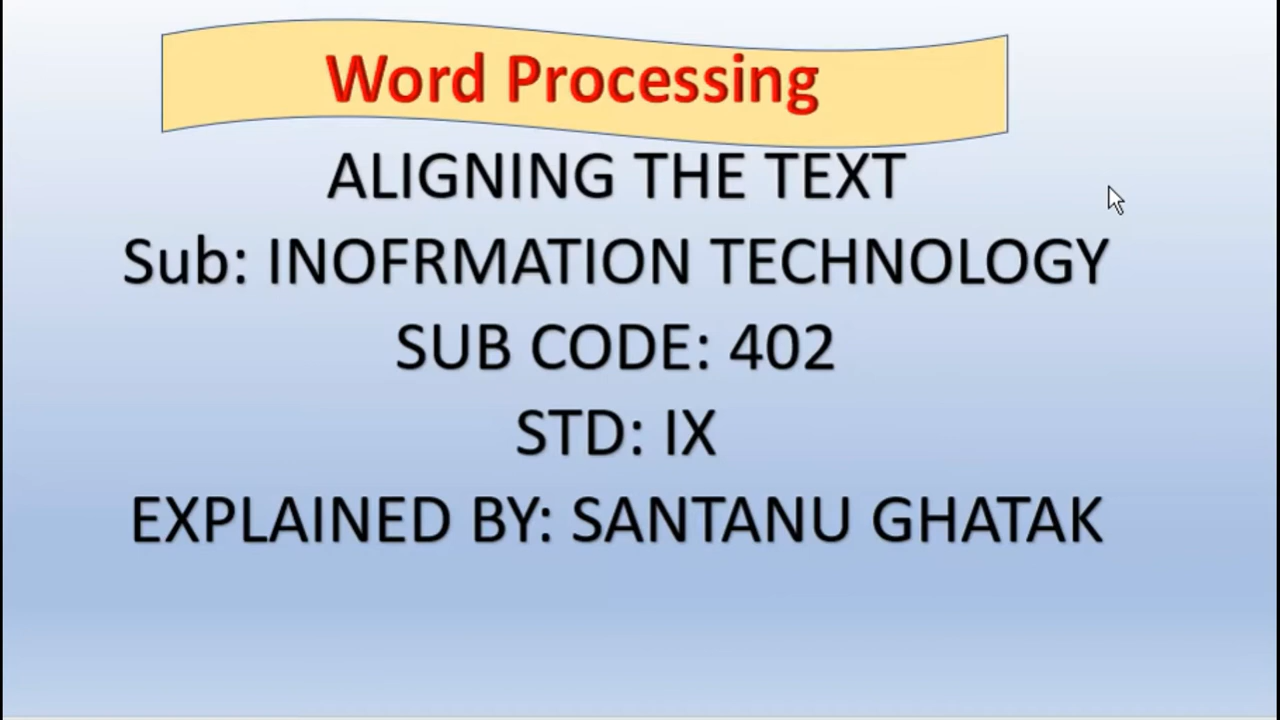 Word Processing
ALIGNING THE TEXT
Sub: INOFRMATION TECHNOLOGY
SUB CODE: 402
STD: IX
EXPLAINED BY: SANTANU GHATAK